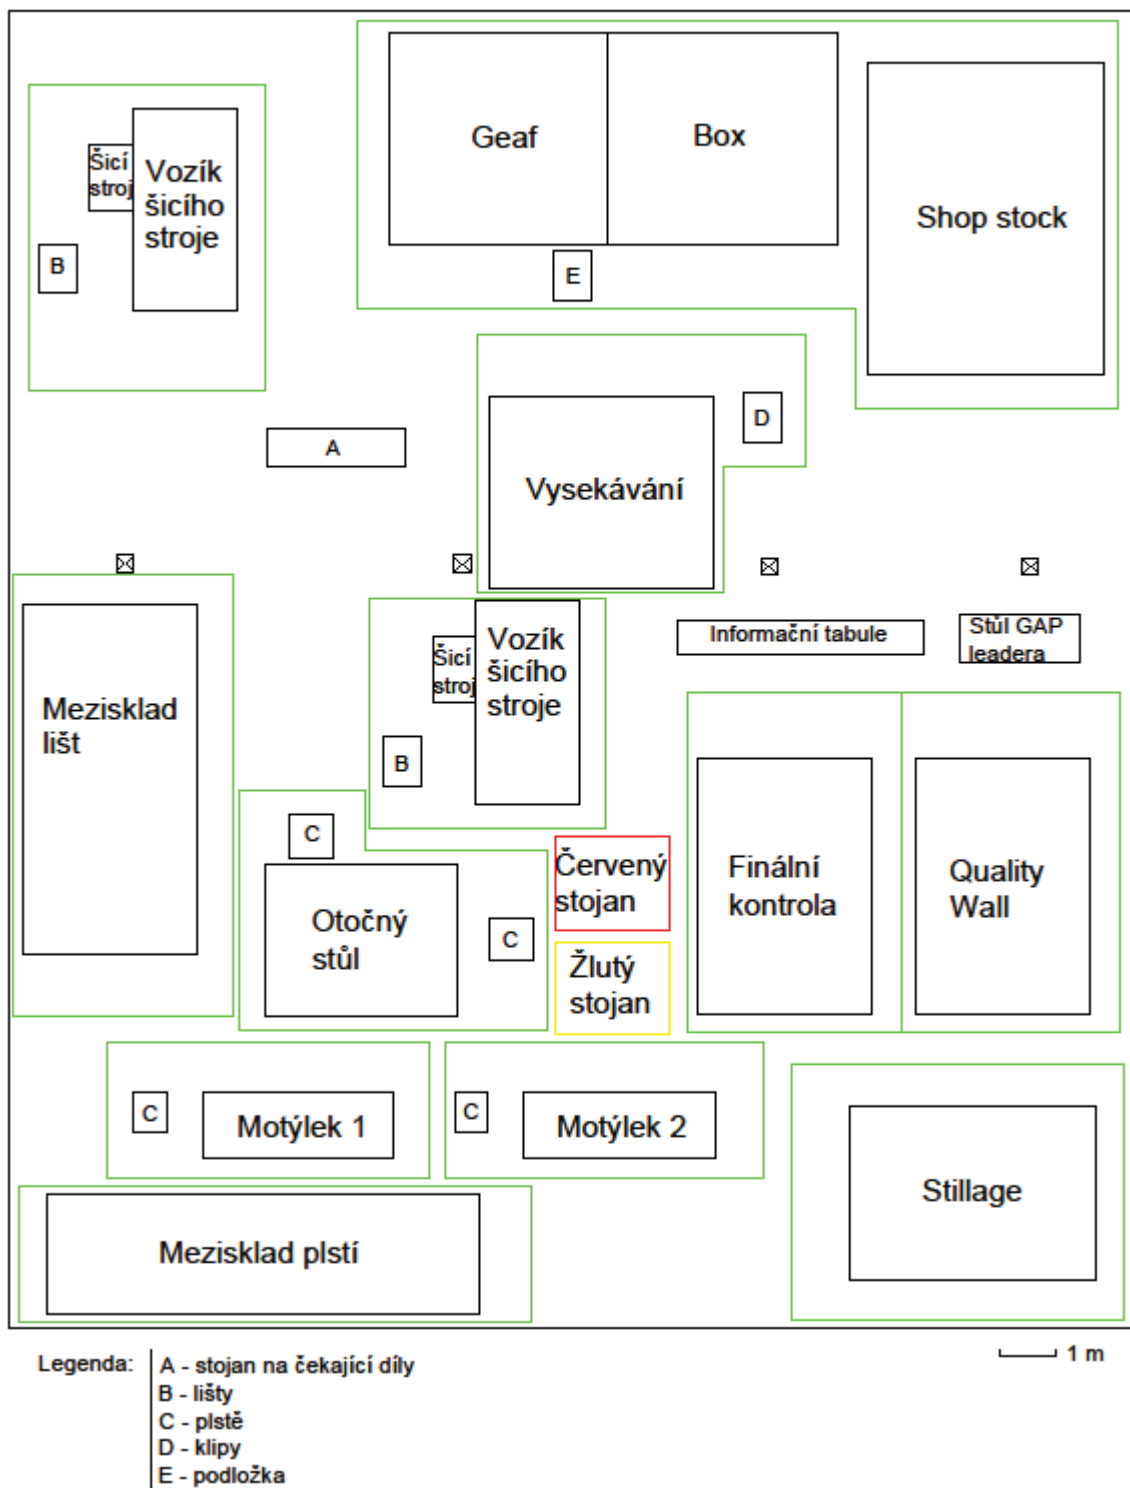 Geaf
Box
Shop stock
Šicí
stroj
Vozík
šicího
stroje
B
E
D
A
Vysekávání
Informační tabule
Stůl GAP
leadera
Mezisklad
lišt
Šicí
stroj
Vozík
šicího
stroje
B
C
Otočný
stůl
C
Červený
stojan
Žlutý
stojan
Finální
kontrola
Quality
Wall
C
Motýlek 1
C
Motýlek 2
Stillage
Mezisklad plstí
Legenda:
A - stojan na čekající díly
B - lišty
C - plstě
D - klipy
E - podložka
1 m